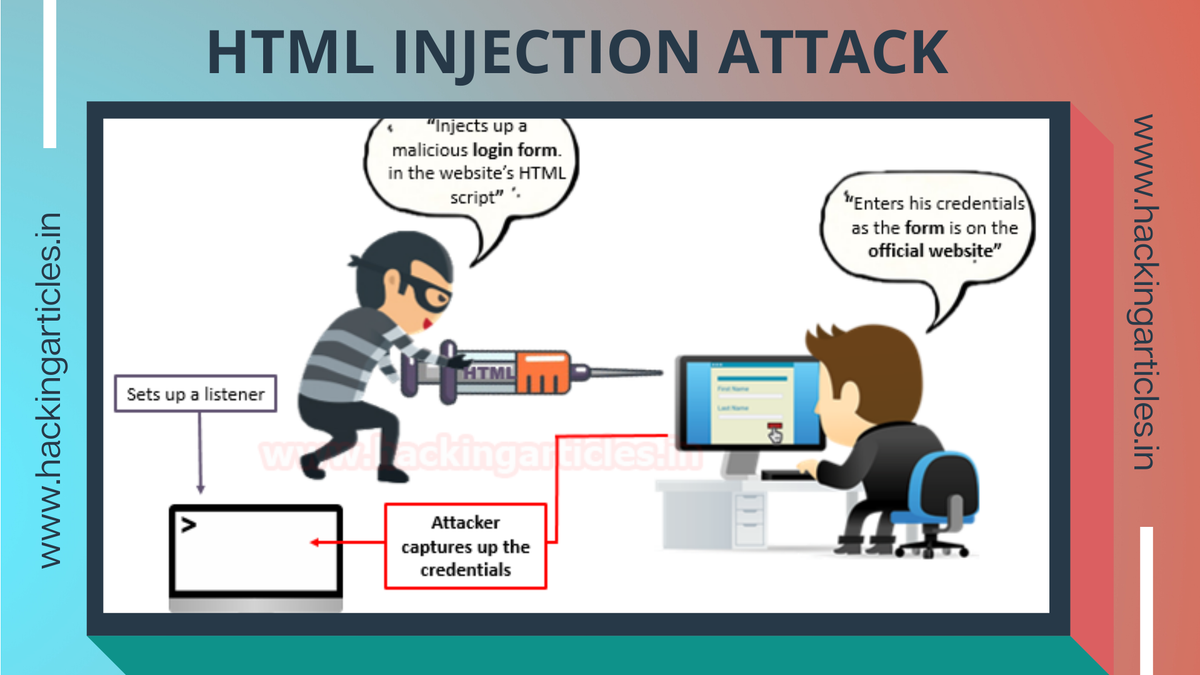 HTML INJECTION ATTACK
www.hackingarticles.in
“Injects up a
malicious login form.
in the website’s HTML
script”
“Enters his credentials
as the form is on the
official website”
HTML
First Name
Last Name
Sets up a listener
www.hackingarticles.in
>
Attacker
captures up the
credentials
www.hackingarticles.in